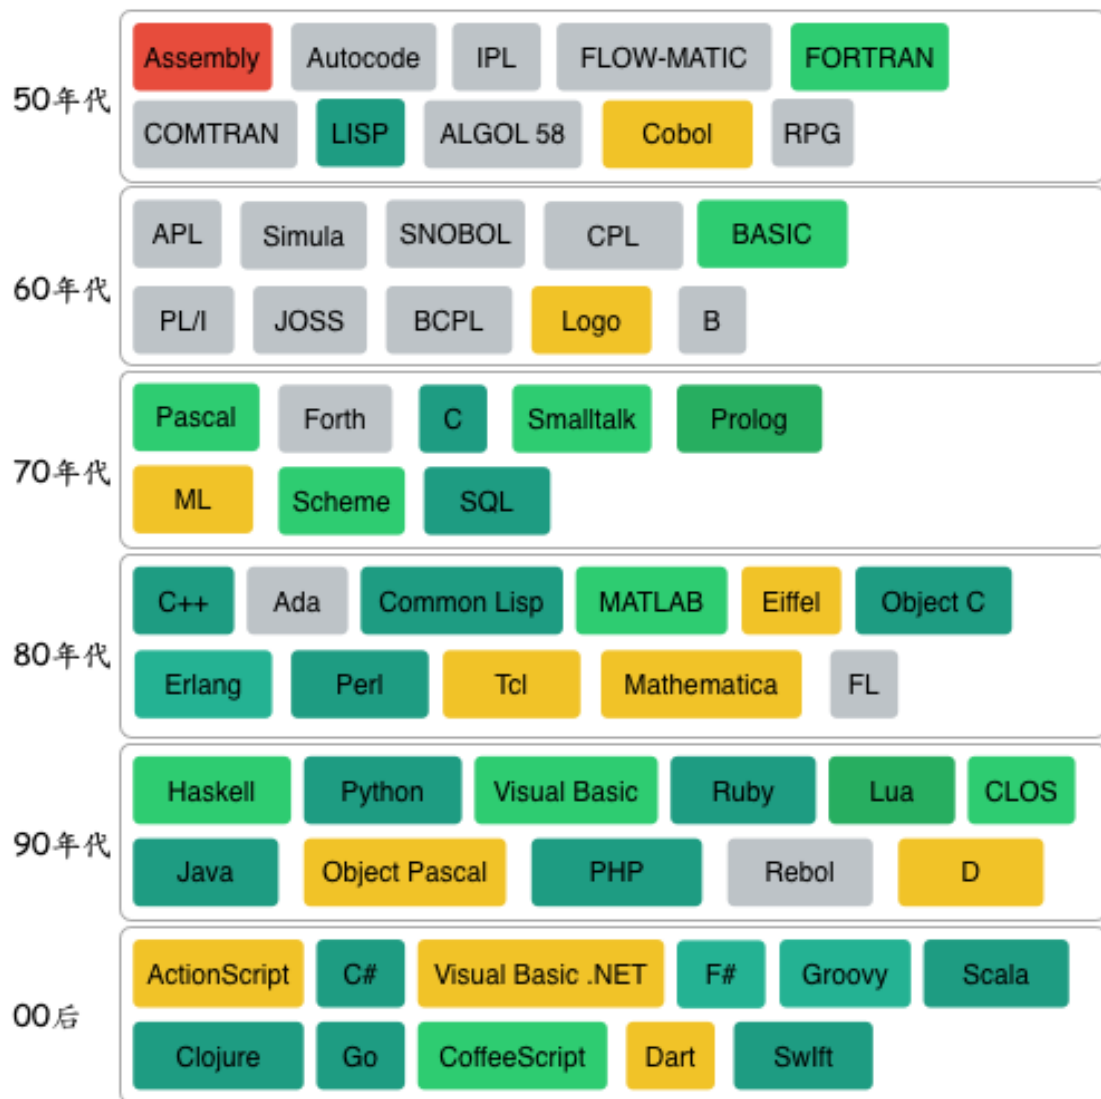 Assembly Autocode IPL FLOW-MATIC FORTRAN
50年代
COMTRAN LISP ALGOL 58 Cobol RPG
APL Simula SNOBOL CPL BASIC
60年代
PL/I JOSS BCPL Logo B
Pascal Forth C Smalltalk Prolog
70年代
ML Scheme SQL
C++ Ada Common Lisp MATLAB Eiffel Object C
80年代
Erlang Perl Tcl Mathematica FL
Haskell Python Visual Basic Ruby Lua CLOS
90年代
Java Object Pascal PHP Rebol D
ActionScript C# Visual Basic .NET F# Groovy Scala
00后
Clojure Go CoffeeScript Dart SwIft